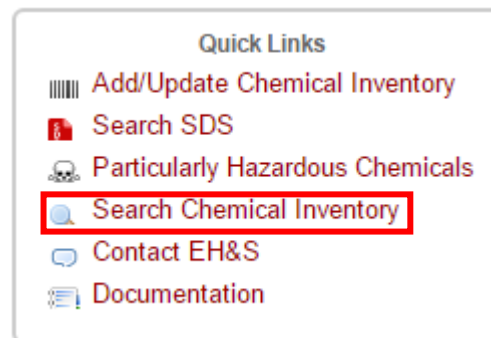 Quick Links
Add/Update Chemical Inventory
Search SDS
Particularly Hazardous Chemicals
Search Chemical Inventory
Contact EH&S
Documentation